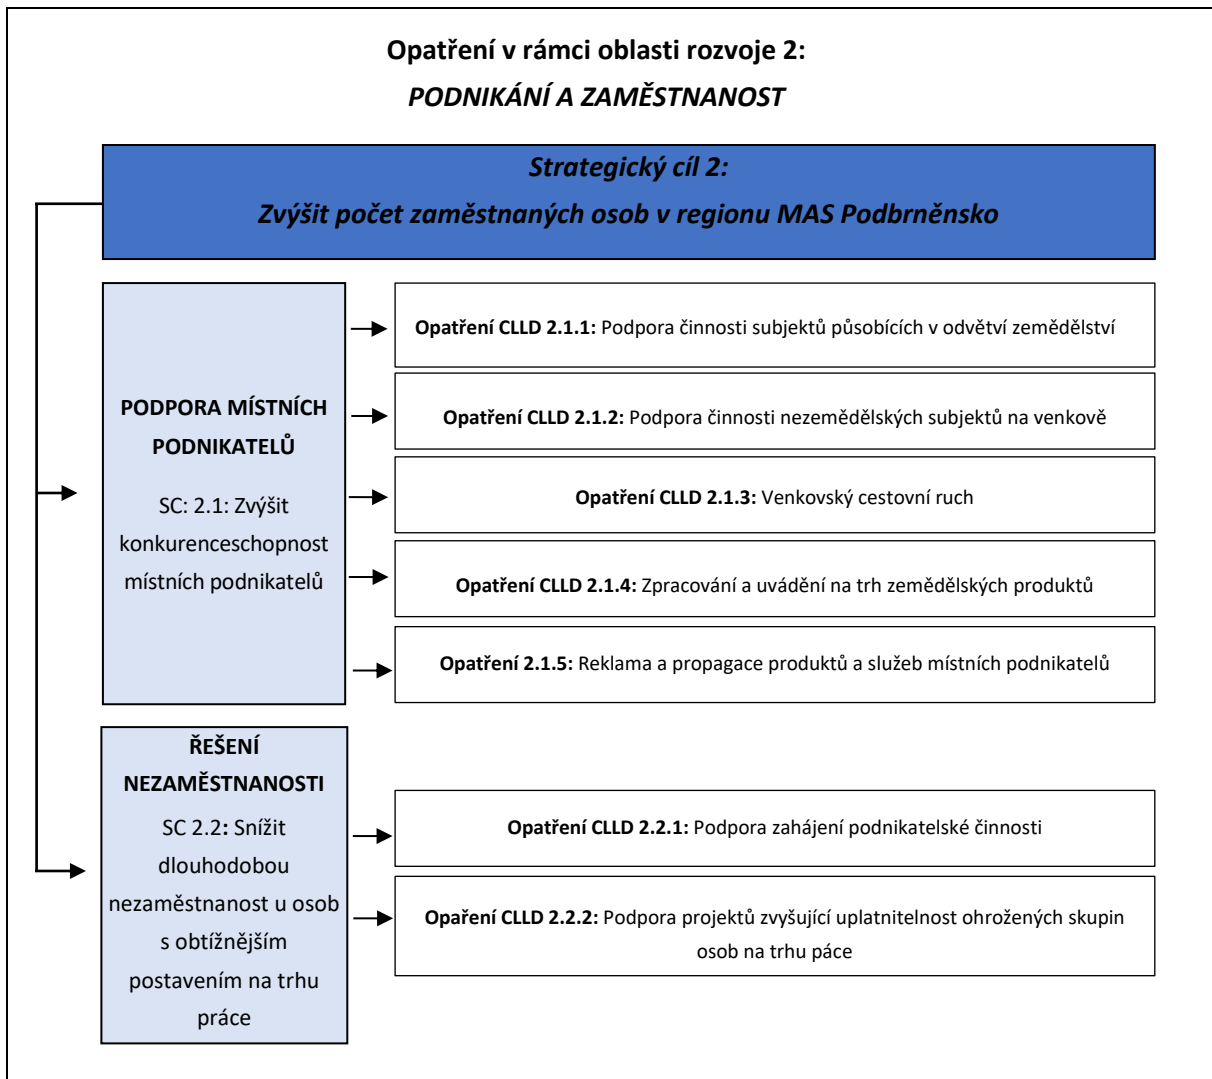 Opatření v rámci oblasti rozvoje 2:
PODNIKÁNÍ A ZAMĚSTNANOST
Strategický cíl 2:
Zvýšit počet zaměstnaných osob v regionu MAS Podbrněnsko
PODPORA MÍSTNÍCH
PODNIKATELŮ
SC: 2.1: Zvýšit
konkurenceschopnost
místních podnikatelů
Opatření CLLD 2.1.1: Podpora činnosti subjektů působících v odvětví zemědělství
Opatření CLLD 2.1.2: Podpora činnosti nezemědělských subjektů na venkově
Opatření CLLD 2.1.3: Venkovský cestovní ruch
Opatření CLLD 2.1.4: Zpracování a uvádění na trh zemědělských produktů
Opatření 2.1.5: Reklama a propagace produktů a služeb místních podnikatelů
ŘEŠENÍ
NEZAMĚSTNANOSTI
SC 2.2: Snížit
dlouhodobou
nezaměstnanost u osob
s obtížnějším
postavením na trhu
práce
Opatření CLLD 2.2.1: Podpora zahájení podnikatelské činnosti
Opaření CLLD 2.2.2: Podpora projektů zvyšující uplatnitelnost ohrožených skupin
osob na trhu páce